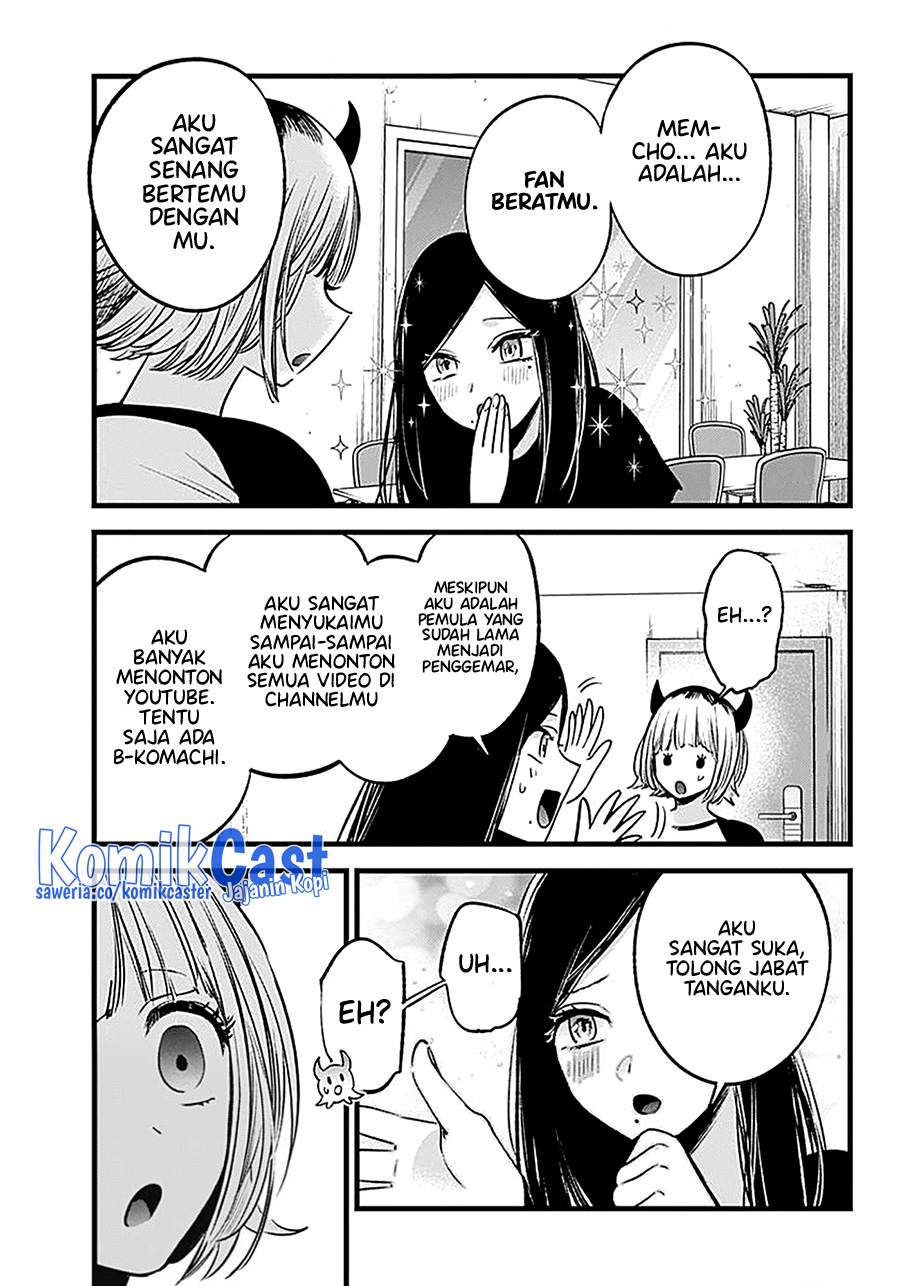 MEM-
CHO... AKU
ADALAH...
FAN
BERATMU.
AKU
SANGAT
SENANG
BERTEMU
DENGAN
MU.
EH...?
MESKIPUN
AKU ADALAH
PEMULA YANG
SUDAH LAMA
MENJADI
PENGGEMAR,
AKU SANGAT
MENYUKAIMU
SAMPAI-SAMPAI
AKU MENONTON
SEMUA VIDEO DI
CHANNELMU
AKU
BANYAK
MENONTON
YOUTUBE.
TENTU
SAJA ADA
B-KOMACHI.
KomikCast
saweria.co/komikcaster Jajanin Kopi
AKU
SANGAT SUKA,
TOLONG JABAT
TANGANKU.
UH...
EH?